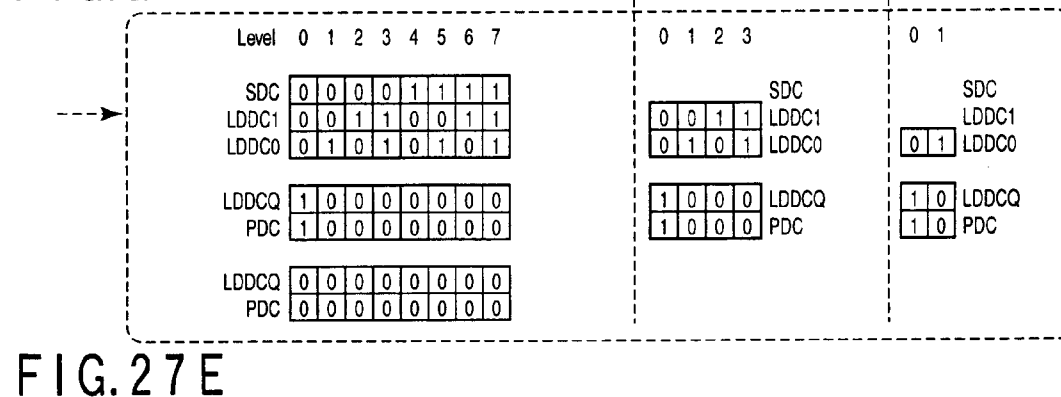 Level 0 1 2 3 4 5 6 7 0 1 2 3 0 1
SDC 0 0 0 0 1 1 1 1 SDC SDC
LDDC1 0 0 1 1 0 0 1 1 0 0 1 1 LDDC1 LDDC1
LDDC0 0 1 0 1 0 1 0 1 0 1 0 1 LDDC0 0 1 LDDC0
LDDCQ 1 0 0 0 0 0 0 0 1 0 0 0 LDDCQ 1 0 LDDCQ
PDC 1 0 0 0 0 0 0 0 1 0 0 0 PDC 1 0 PDC
LDDCQ 0 0 0 0 0 0 0 0
PDC 0 0 0 0 0 0 0 0
FIG. 27E